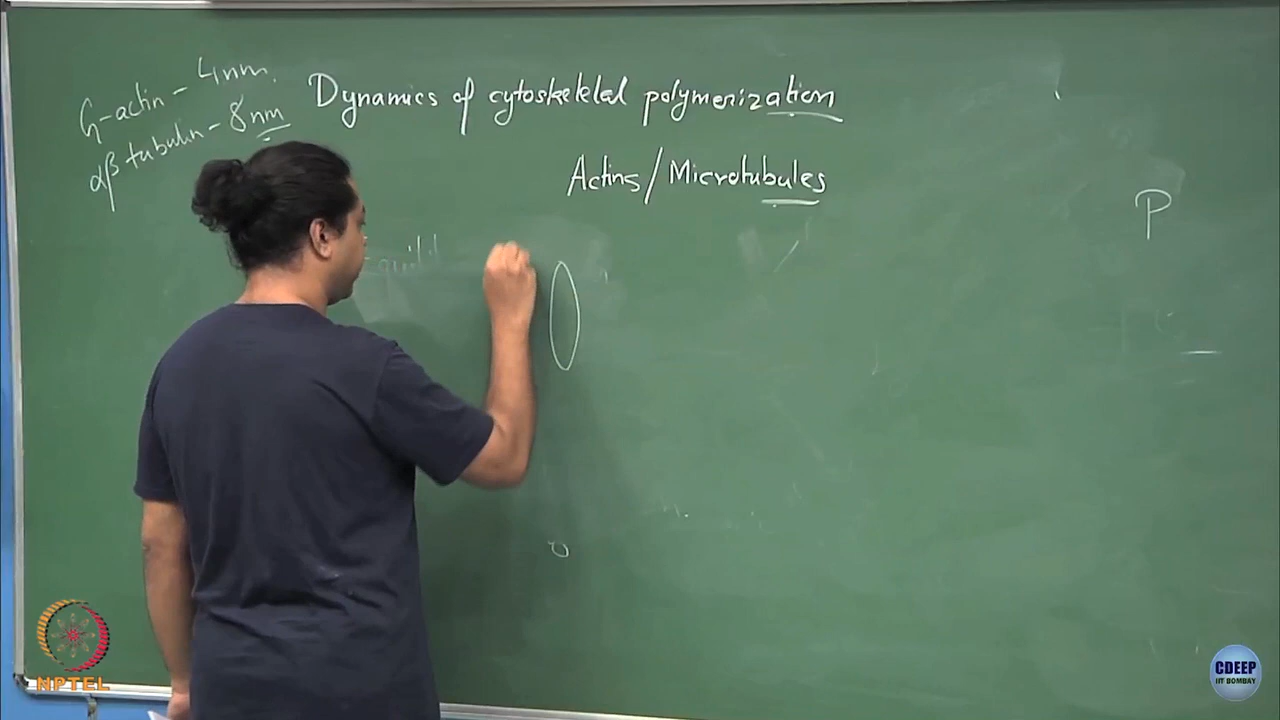 G-actin - 4nm.
αβ tubulin - 8nm
Dynamics of cytoskeletal polymerization
Actins/Microtubules
P
NPTEL
CDEEP
IIT BOMBAY